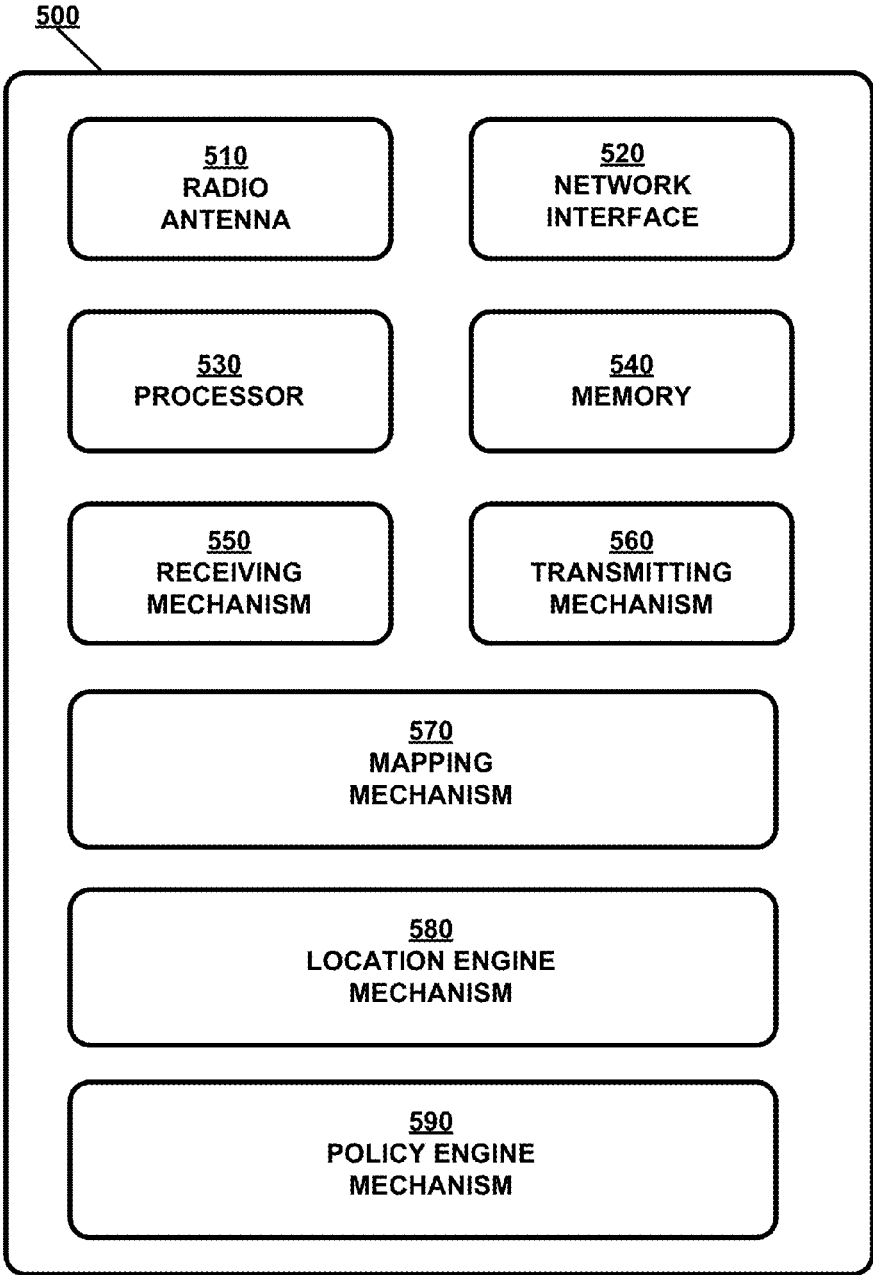 500
510
RADIO
ANTENNA
520
NETWORK
INTERFACE
530
PROCESSOR
540
MEMORY
550
RECEIVING
MECHANISM
560
TRANSMITTING
MECHANISM
570
MAPPING
MECHANISM
580
LOCATION ENGINE
MECHANISM
590
POLICY ENGINE
MECHANISM